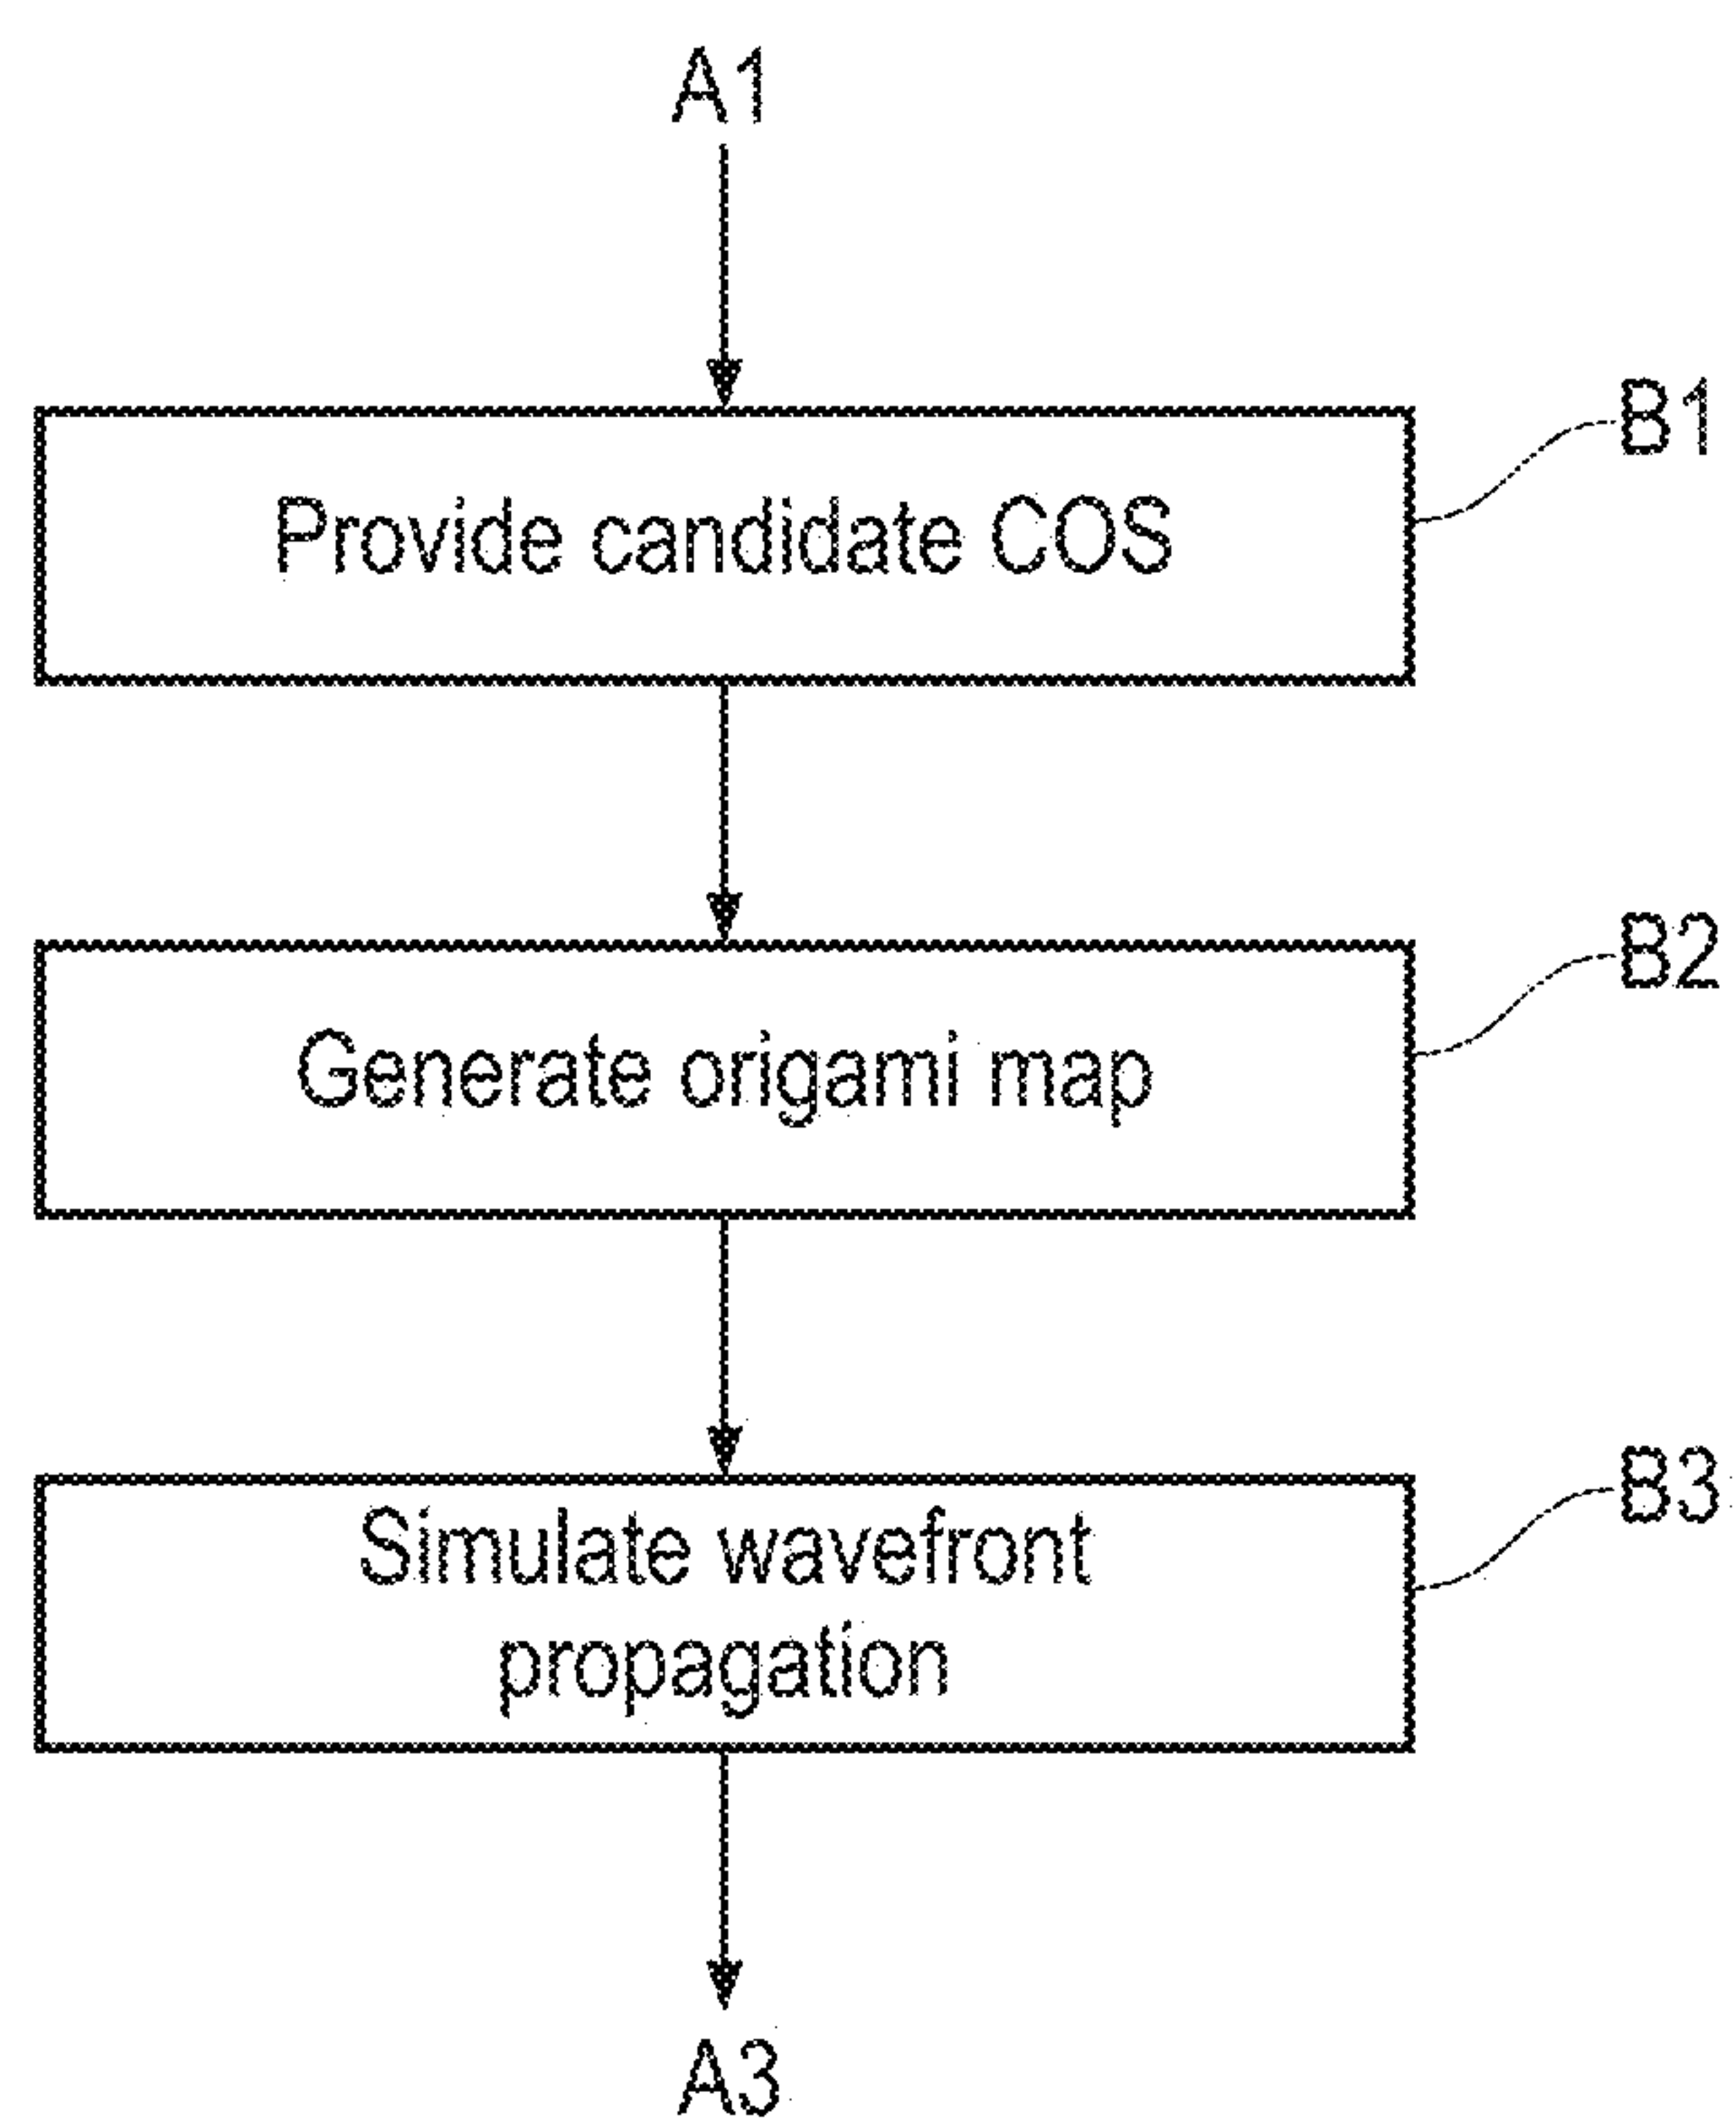 A1
B1
Provide candidate COS
B2
Generate origami map
B3
Simulate wavefront
propagation
A3